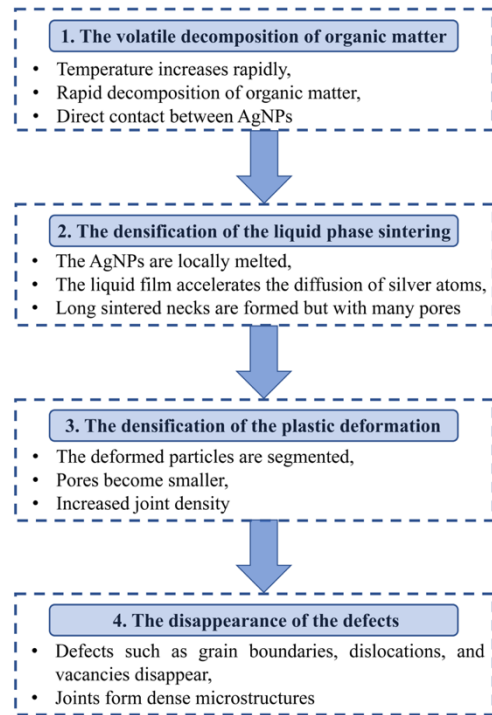 1. The volatile decomposition of organic matter
• Temperature increases rapidly,
• Rapid decomposition of organic matter,
• Direct contact between AgNPs
2. The densification of the liquid phase sintering
• The AgNPs are locally melted,
• The liquid film accelerates the diffusion of silver atoms,
• Long sintered necks are formed but with many pores
3. The densification of the plastic deformation
• The deformed particles are segmented,
• Pores become smaller,
• Increased joint density
4. The disappearance of the defects
• Defects such as grain boundaries, dislocations, and
vacancies disappear,
• Joints form dense microstructures